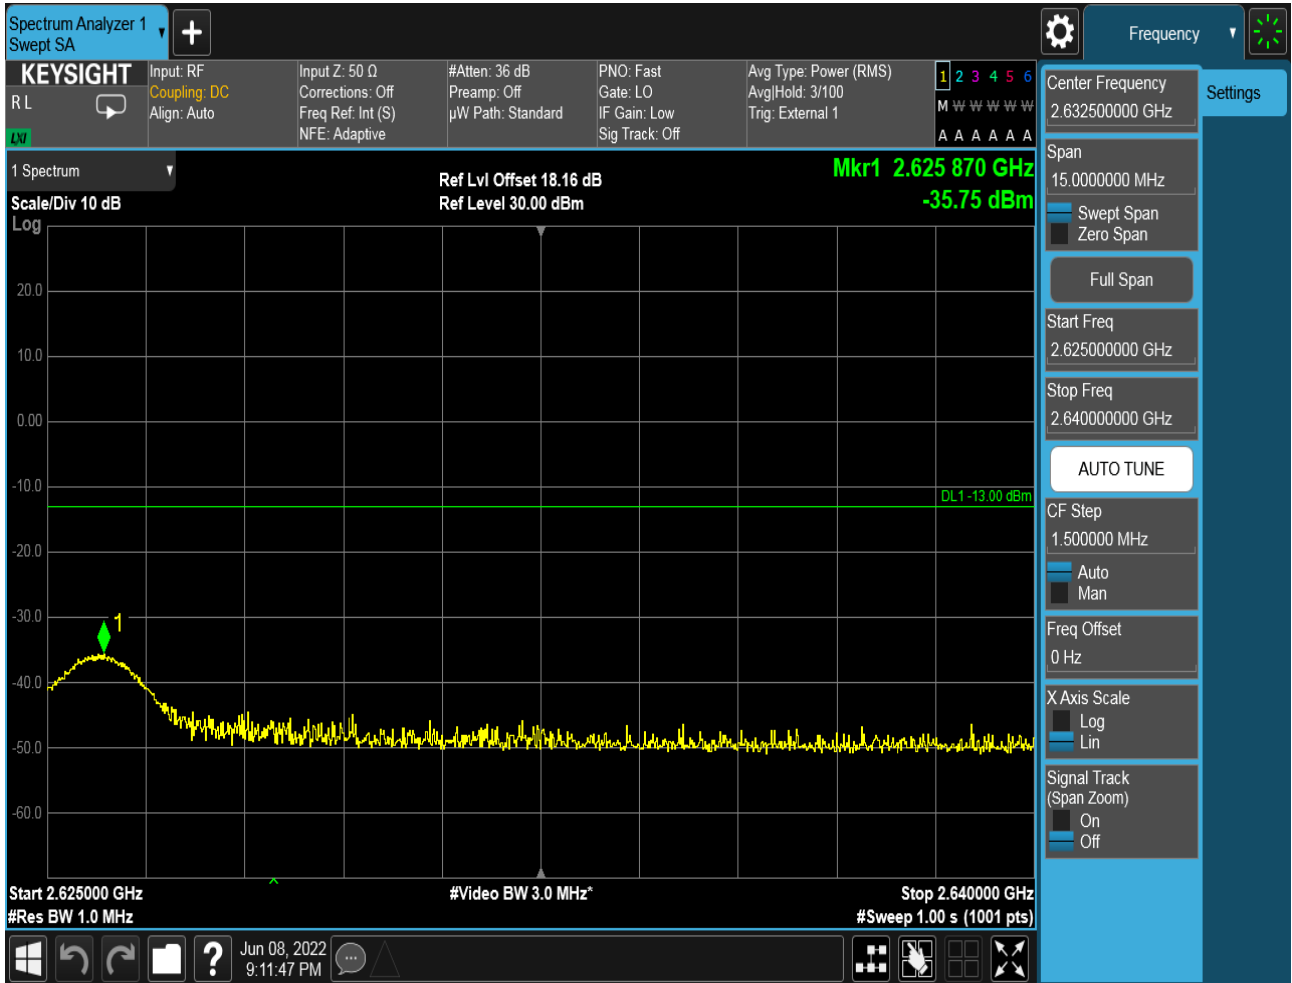 Spectrum Analyzer 1
Swept SA
Frequency
KEYSIGHT
R L
LXI
Input: RF
Coupling: DC
Align: Auto
Input Z: 50 Ω
Corrections: Off
Freq Ref: Int (S)
NFE: Adaptive
#Atten: 36 dB
Preamp: Off
µW Path: Standard
PNO: Fast
Gate: LO
IF Gain: Low
Sig Track: Off
Avg Type: Power (RMS)
Avg|Hold: 3/100
Trig: External 1
1 2 3 4 5 6
M W W W W W
A A A A A A
1 Spectrum
Scale/Div 10 dB
Log
Ref Lvl Offset 18.16 dB
Ref Level 30.00 dBm
Mkr1 2.625 870 GHz
-35.75 dBm
20.0
10.0
0.00
-10.0
DL1 -13.00 dBm
-20.0
-30.0
1
-40.0
-50.0
-60.0
Start 2.625000 GHz
#Res BW 1.0 MHz
#Video BW 3.0 MHz*
Stop 2.640000 GHz
#Sweep 1.00 s (1001 pts)
Center Frequency
2.632500000 GHz
Span
15.0000000 MHz
Swept Span
Zero Span
Full Span
Start Freq
2.625000000 GHz
Stop Freq
2.640000000 GHz
AUTO TUNE
CF Step
1.500000 MHz
Auto
Man
Freq Offset
0 Hz
X Axis Scale
Log
Lin
Signal Track
(Span Zoom)
On
Off
Settings
?
Jun 08, 2022
9:11:47 PM